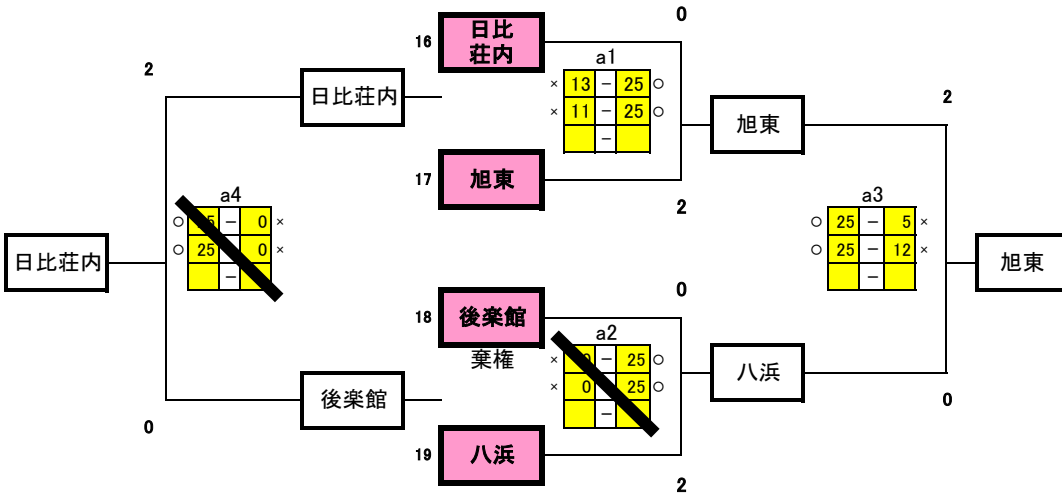 0
16
日比
荘内
a1
2
× 13 - 25 ○
日比荘内
× 11 - 25 ○
2
-
旭東
17
旭東
a4
2
a3
○ 5 - 0 ×
○ 25 - 5 ×
○ 25 0 ×
○ 25 - 12 ×
-
日比荘内
旭東
0
18
後楽館
a2
棄権
× - 25 ○
八浜
× 0 25 ○
後楽館
-
0
0
19
八浜
2